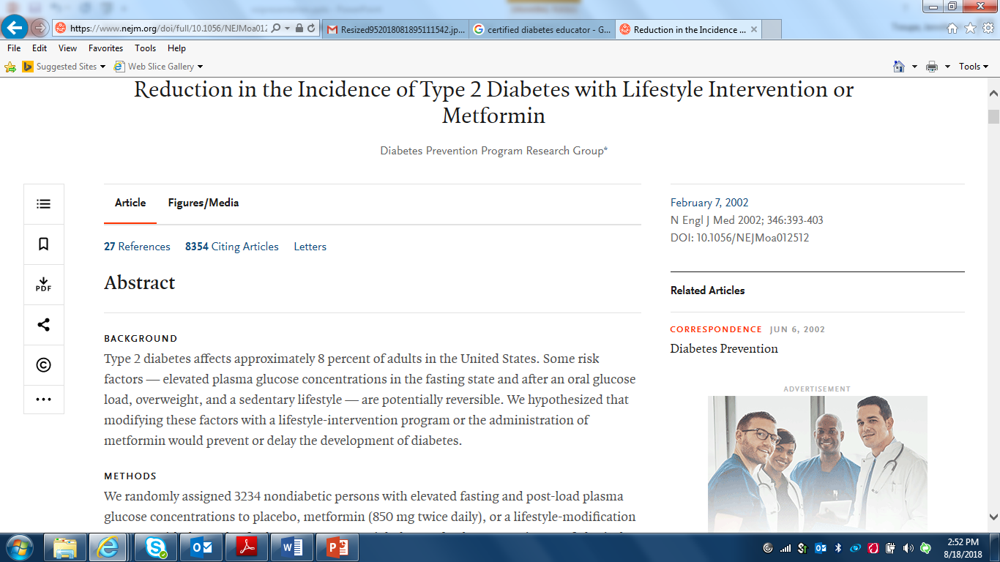 https://www.nejm.org/doi/full/10.1056/NEJMoa012
Resized952018081895111542.jp...
certified diabetes educator - G...
Reduction in the Incidence ...
File Edit View Favorites Tools Help
Suggested Sites Web Slice Gallery
Tools
Reduction in the Incidence of Type 2 Diabetes with Lifestyle Intervention or
Metformin
Diabetes Prevention Program Research Group*
Article Figures/Media
27 References 8354 Citing Articles Letters
Abstract
BACKGROUND
Type 2 diabetes affects approximately 8 percent of adults in the United States. Some risk
factors — elevated plasma glucose concentrations in the fasting state and after an oral glucose
load, overweight, and a sedentary lifestyle — are potentially reversible. We hypothesized that
modifying these factors with a lifestyle-intervention program or the administration of
metformin would prevent or delay the development of diabetes.
METHODS
We randomly assigned 3234 nondiabetic persons with elevated fasting and post-load plasma
glucose concentrations to placebo, metformin (850 mg twice daily), or a lifestyle-modification
PDF
February 7, 2002
N Engl J Med 2002; 346:393-403
DOI: 10.1056/NEJMoa012512
Related Articles
CORRESPONDENCE JUN 6, 2002
Diabetes Prevention
ADVERTISEMENT
2:52 PM
8/18/2018